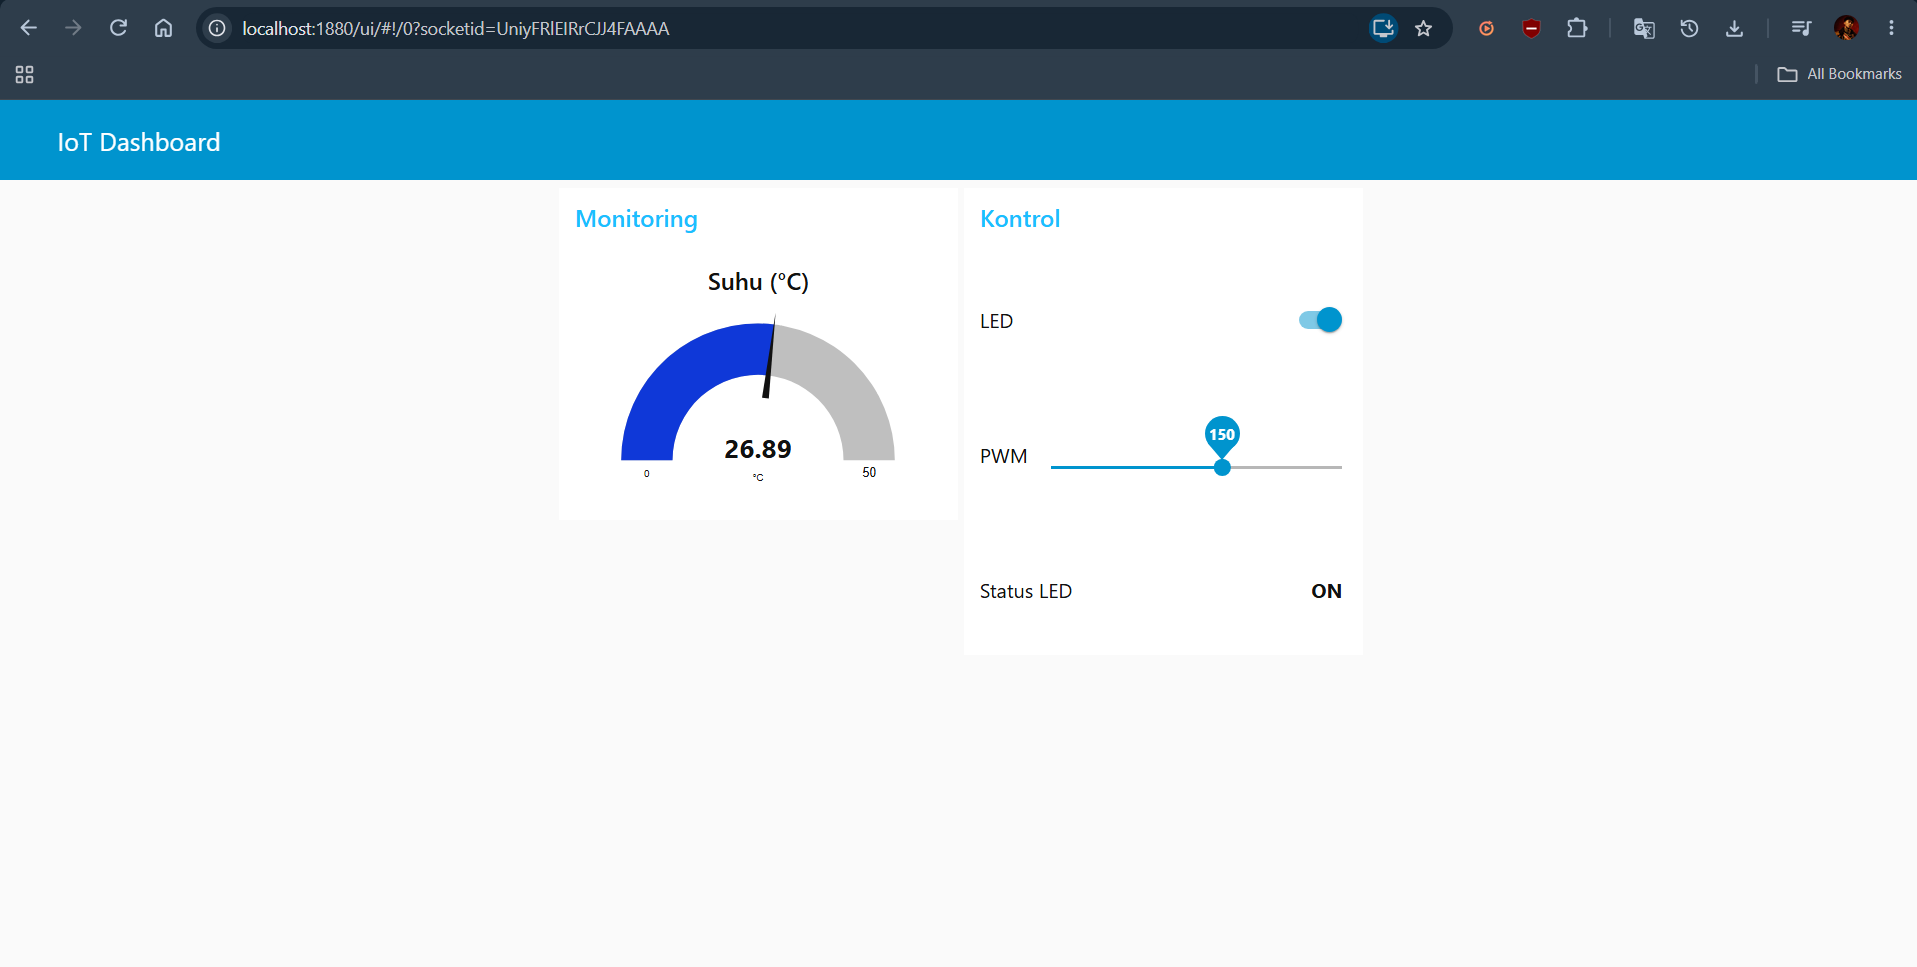 localhost:1880/ui/#!/0?socketid=UniyFRlEIRrCJJ4FAAAA
All Bookmarks
IoT Dashboard
Monitoring
Suhu (°C)
26.89
0
°C
50
Kontrol
LED
PWM
150
Status LED
ON